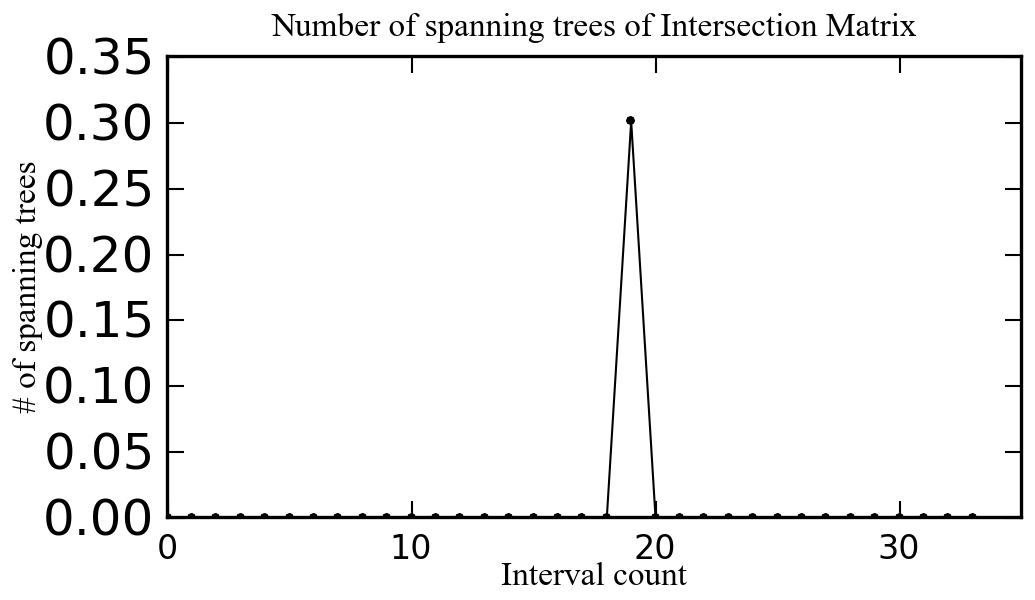 Number of spanning trees of Intersection Matrix
0.35
0.30
0.25
0.20
0.15
0.10
0.05
0.00
# of spanning trees
0 10 20 30
Interval count